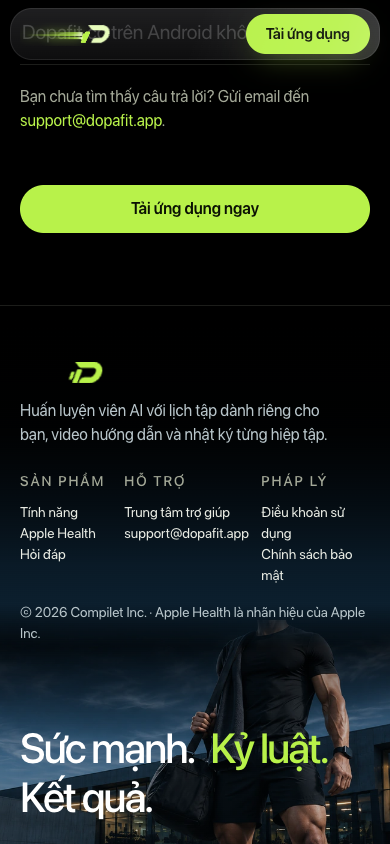 Dopafit có trên Android khô
Tải ứng dụng
Bạn chưa tìm thấy câu trả lời? Gửi email đến
support@dopafit.app.
Tải ứng dụng ngay
Huấn luyện viên AI với lịch tập dành riêng cho
bạn, video hướng dẫn và nhật ký từng hiệp tập.
SẢN PHẨM
Tính năng
Apple Health
Hỏi đáp
HỖ TRỢ
Trung tâm trợ giúp
support@dopafit.app
PHÁP LÝ
Điều khoản sử
dụng
Chính sách bảo
mật
© 2026 Compilet Inc. · Apple Health là nhãn hiệu của Apple
Inc.
Sức mạnh. Kỷ luật.
Kết quả.